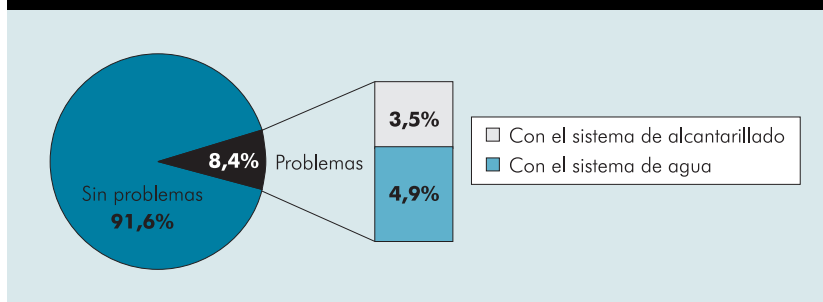 Sin problemas
91,6%
8,4%
Problemas
3,5%
4,9%
Con el sistema de alcantarillado
Con el sistema de agua